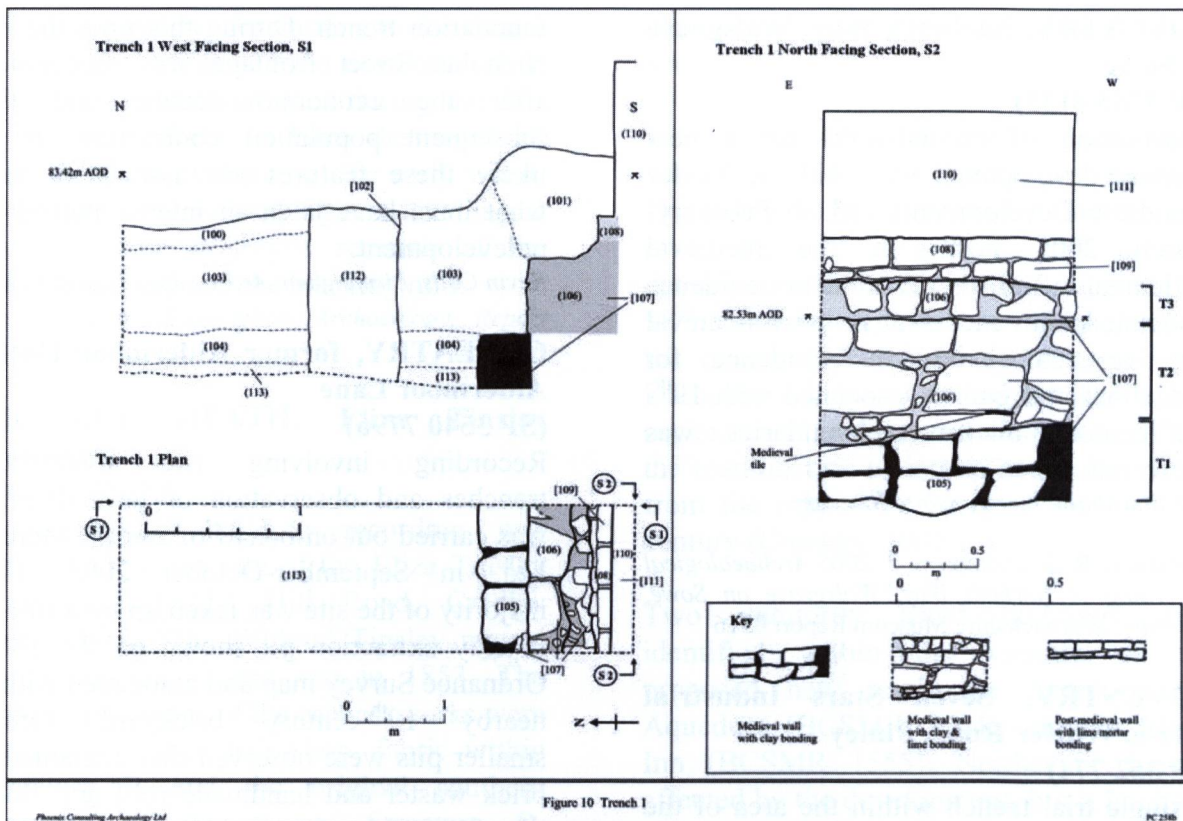 Trench 1 West Facing Section, S1
N
S
(110)
83.42m AOD
[102]
(101)
(100)
(108)
(103)
(112)
(103)
(106)
[107]
(104)
(104)
(113)
(113)
Trench 1 North Facing Section, S2
E
W
(110)
[111]
(108)
[109]
(106)
T3
82.53m AOD
[107]
T2
(106)
Medieval
tile
T1
(105)
0
0.5
m
Trench 1 Plan
[109]
S2
S2
S1
0
S1
(106)
(110)
(113)
08)
[111]
(105)
[107]
S2
S2
N
0
1
m
0
0.5
Key
Medieval wall
with clay bonding
Medieval wall
with clay &
lime bonding
Post-medieval wall
with lime mortar
bonding
Figure 10 Trench 1
Phoenix Consulting Archaeology Ltd
PC 258b